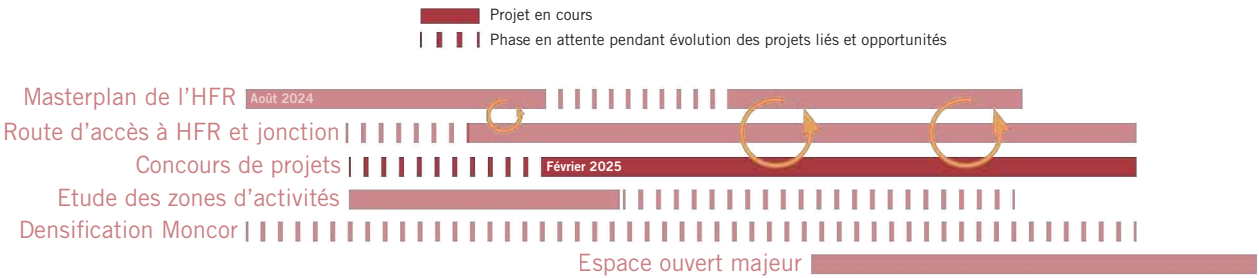 Projet en cours
Phase en attente pendant évolution des projets liés et opportunités
Masterplan de l'HFR
Août 2024
Route d'accès à HFR et jonction
Concours de projets
Février 2025
Etude des zones d'activités
Densification Moncor
Espace ouvert majeur